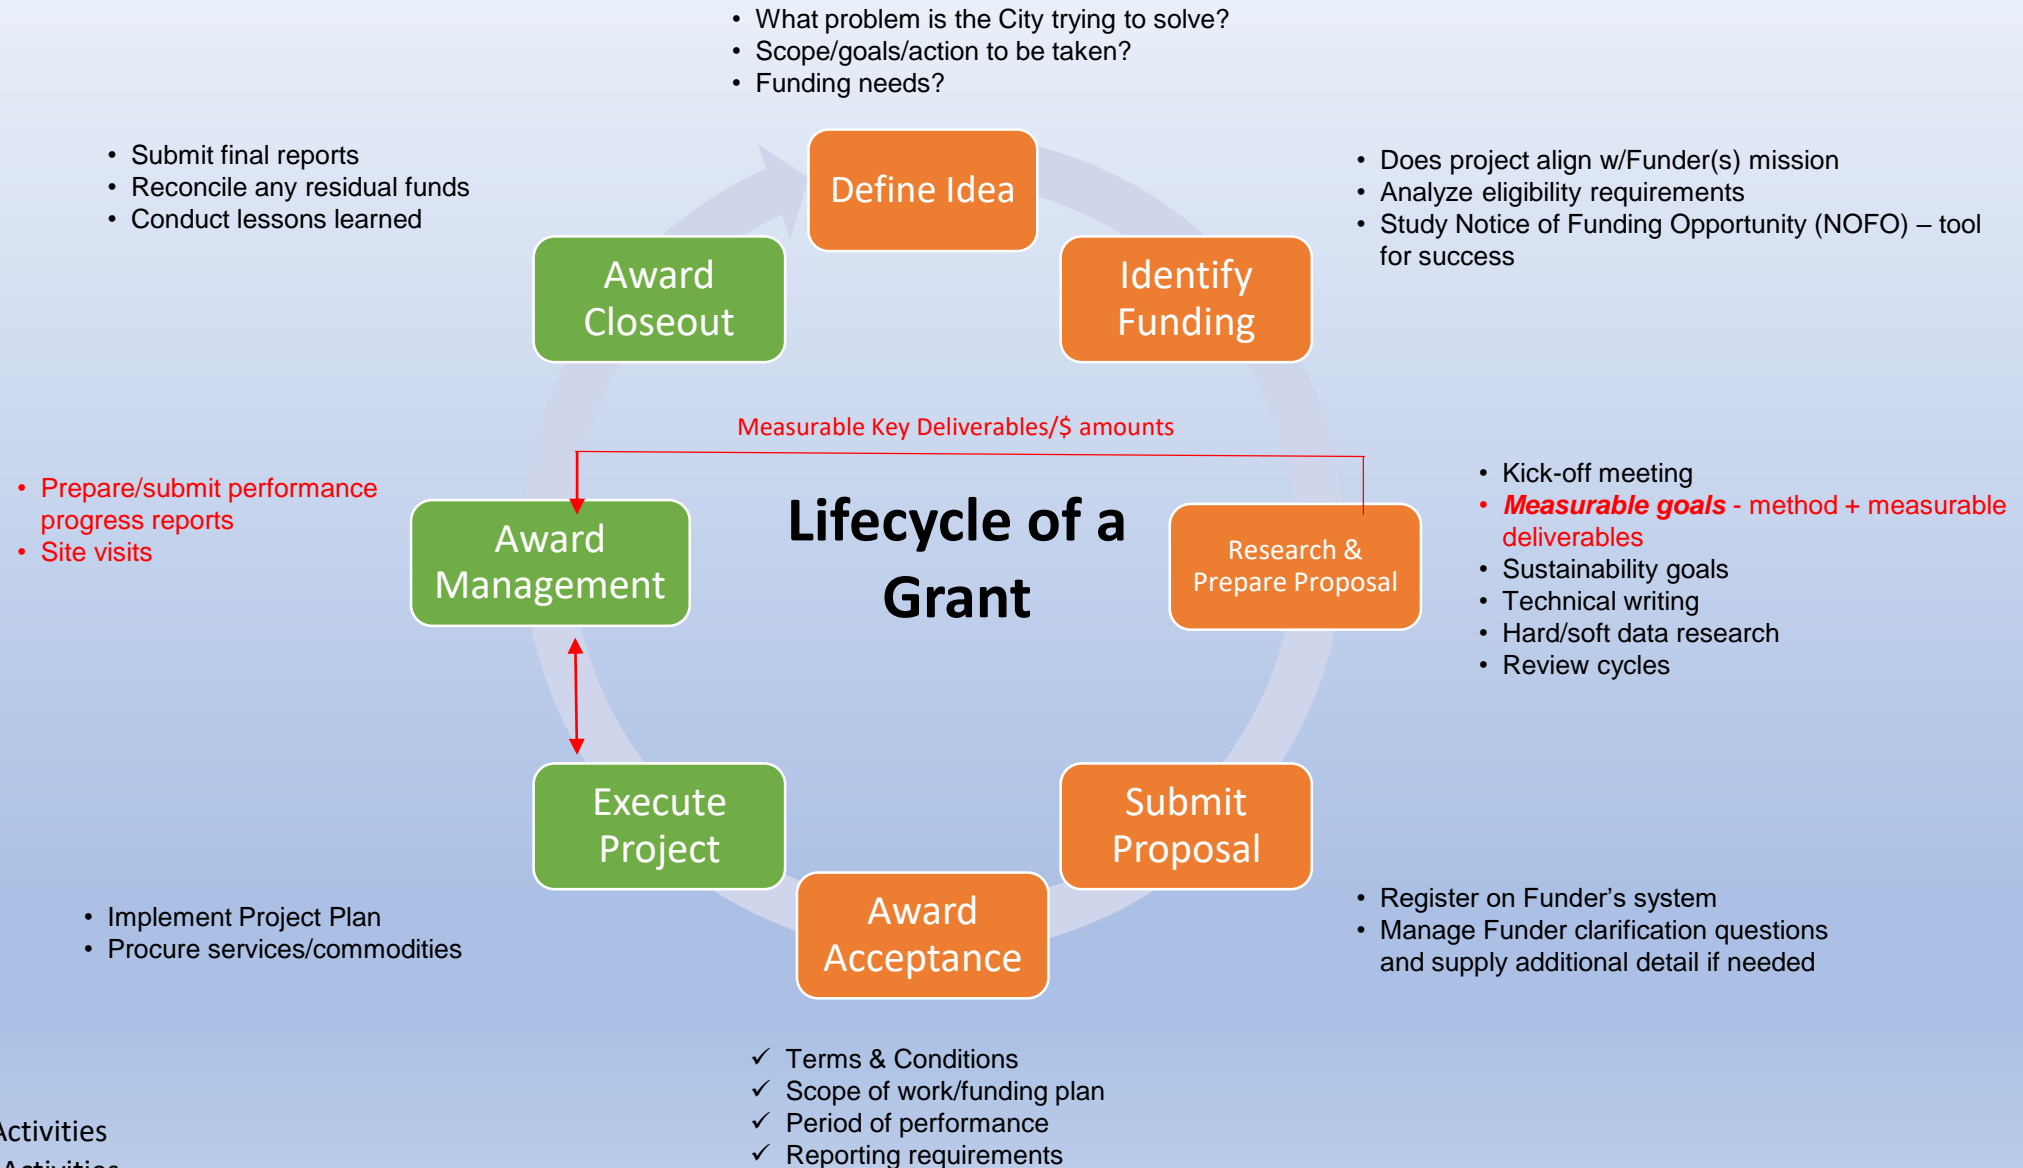 • What problem is the City trying to solve?
• Scope/goals/action to be taken?
• Funding needs?
Define Idea
• Does project align w/Funder(s) mission
• Analyze eligibility requirements
• Study Notice of Funding Opportunity (NOFO) – tool
for success
Identify
Funding
• Kick-off meeting
• Measurable goals - method + measurable
deliverables
• Sustainability goals
• Technical writing
• Hard/soft data research
• Review cycles
Research &
Prepare Proposal
Measurable Key Deliverables/$ amounts
Lifecycle of a
Grant
Submit
Proposal
• Register on Funder’s system
• Manage Funder clarification questions
and supply additional detail if needed
Award
Acceptance
✓ Terms & Conditions
✓ Scope of work/funding plan
✓ Period of performance
✓ Reporting requirements
Execute
Project
• Implement Project Plan
• Procure services/commodities
Award
Management
• Prepare/submit performance
progress reports
• Site visits
Award
Closeout
• Submit final reports
• Reconcile any residual funds
• Conduct lessons learned
Activities
Activities